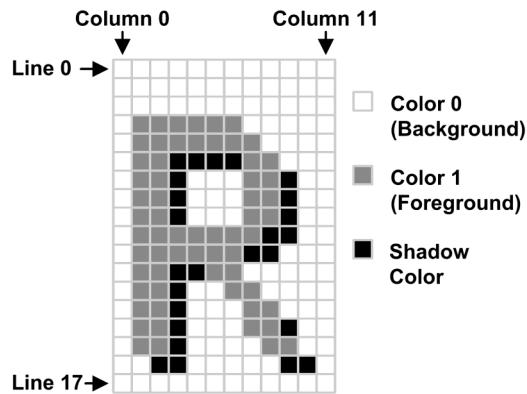 Column 0 Column 11
Line 0
Color 0
(Background)
Color 1
(Foreground)
Shadow
Color
Line 17
R